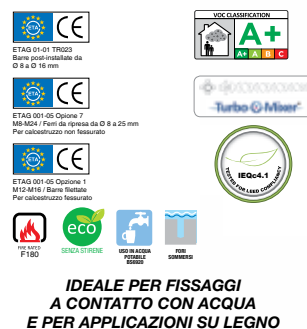 ETA
CE
ETAG 01-01 TR023
Barre post-installate da
Ø 8 a Ø 16 mm
ETA
CE
ETAG 001-05 Opione 7
M8-M24 / Ferri da ripresa da Ø 8 a 25 mm
Per calcestruzzo non fessurato
ETA
CE
ETAG 001-05 Opzione 1
M12-M16 / Barre filettate
Per calcestruzzo fessurato
VOC CLASSIFICATION
A+
A+ A B C
Turbo Mixer
IEQc4.1
TESTED FOR LEED COMPLIANCY
FIRE RATED
F180
eco
SENZA STIRENE
USO IN ACQUA
POTABILE
BS6920
FORI
SOMMERSI
IDEALE PER FISSAGGI
A CONTATTO CON ACQUA
E PER APPLICAZIONI SU LEGNO